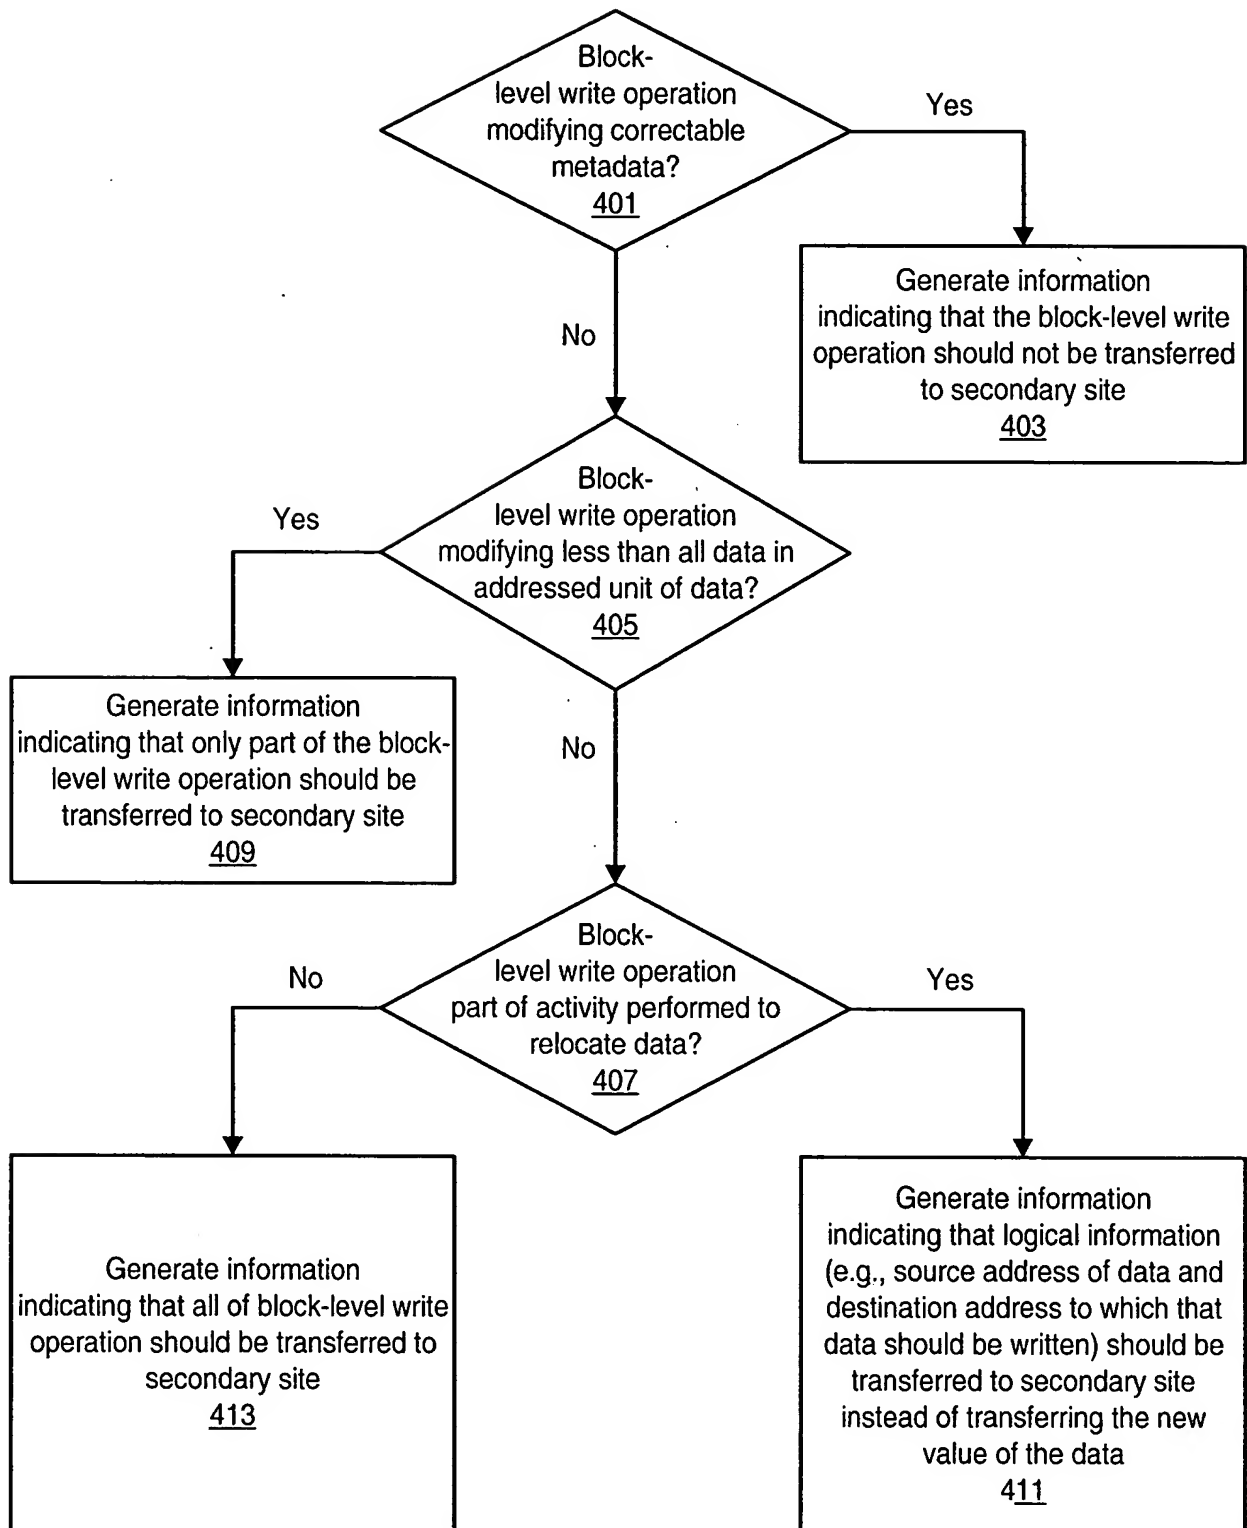 Block-
level write operation
modifying correctable
metadata?
401
Yes
Generate information
indicating that the block-level write
operation should not be transferred
to secondary site
403
No
Block-
level write operation
modifying less than all data in
addressed unit of data?
405
Yes
Generate information
indicating that only part of the block-
level write operation should be
transferred to secondary site
409
No
Block-
level write operation
part of activity performed to
relocate data?
407
No
Yes
Generate information
indicating that all of block-level write
operation should be transferred to
secondary site
413
Generate information
indicating that logical information
(e.g., source address of data and
destination address to which that
data should be written) should be
transferred to secondary site
instead of transferring the new
value of the data
411